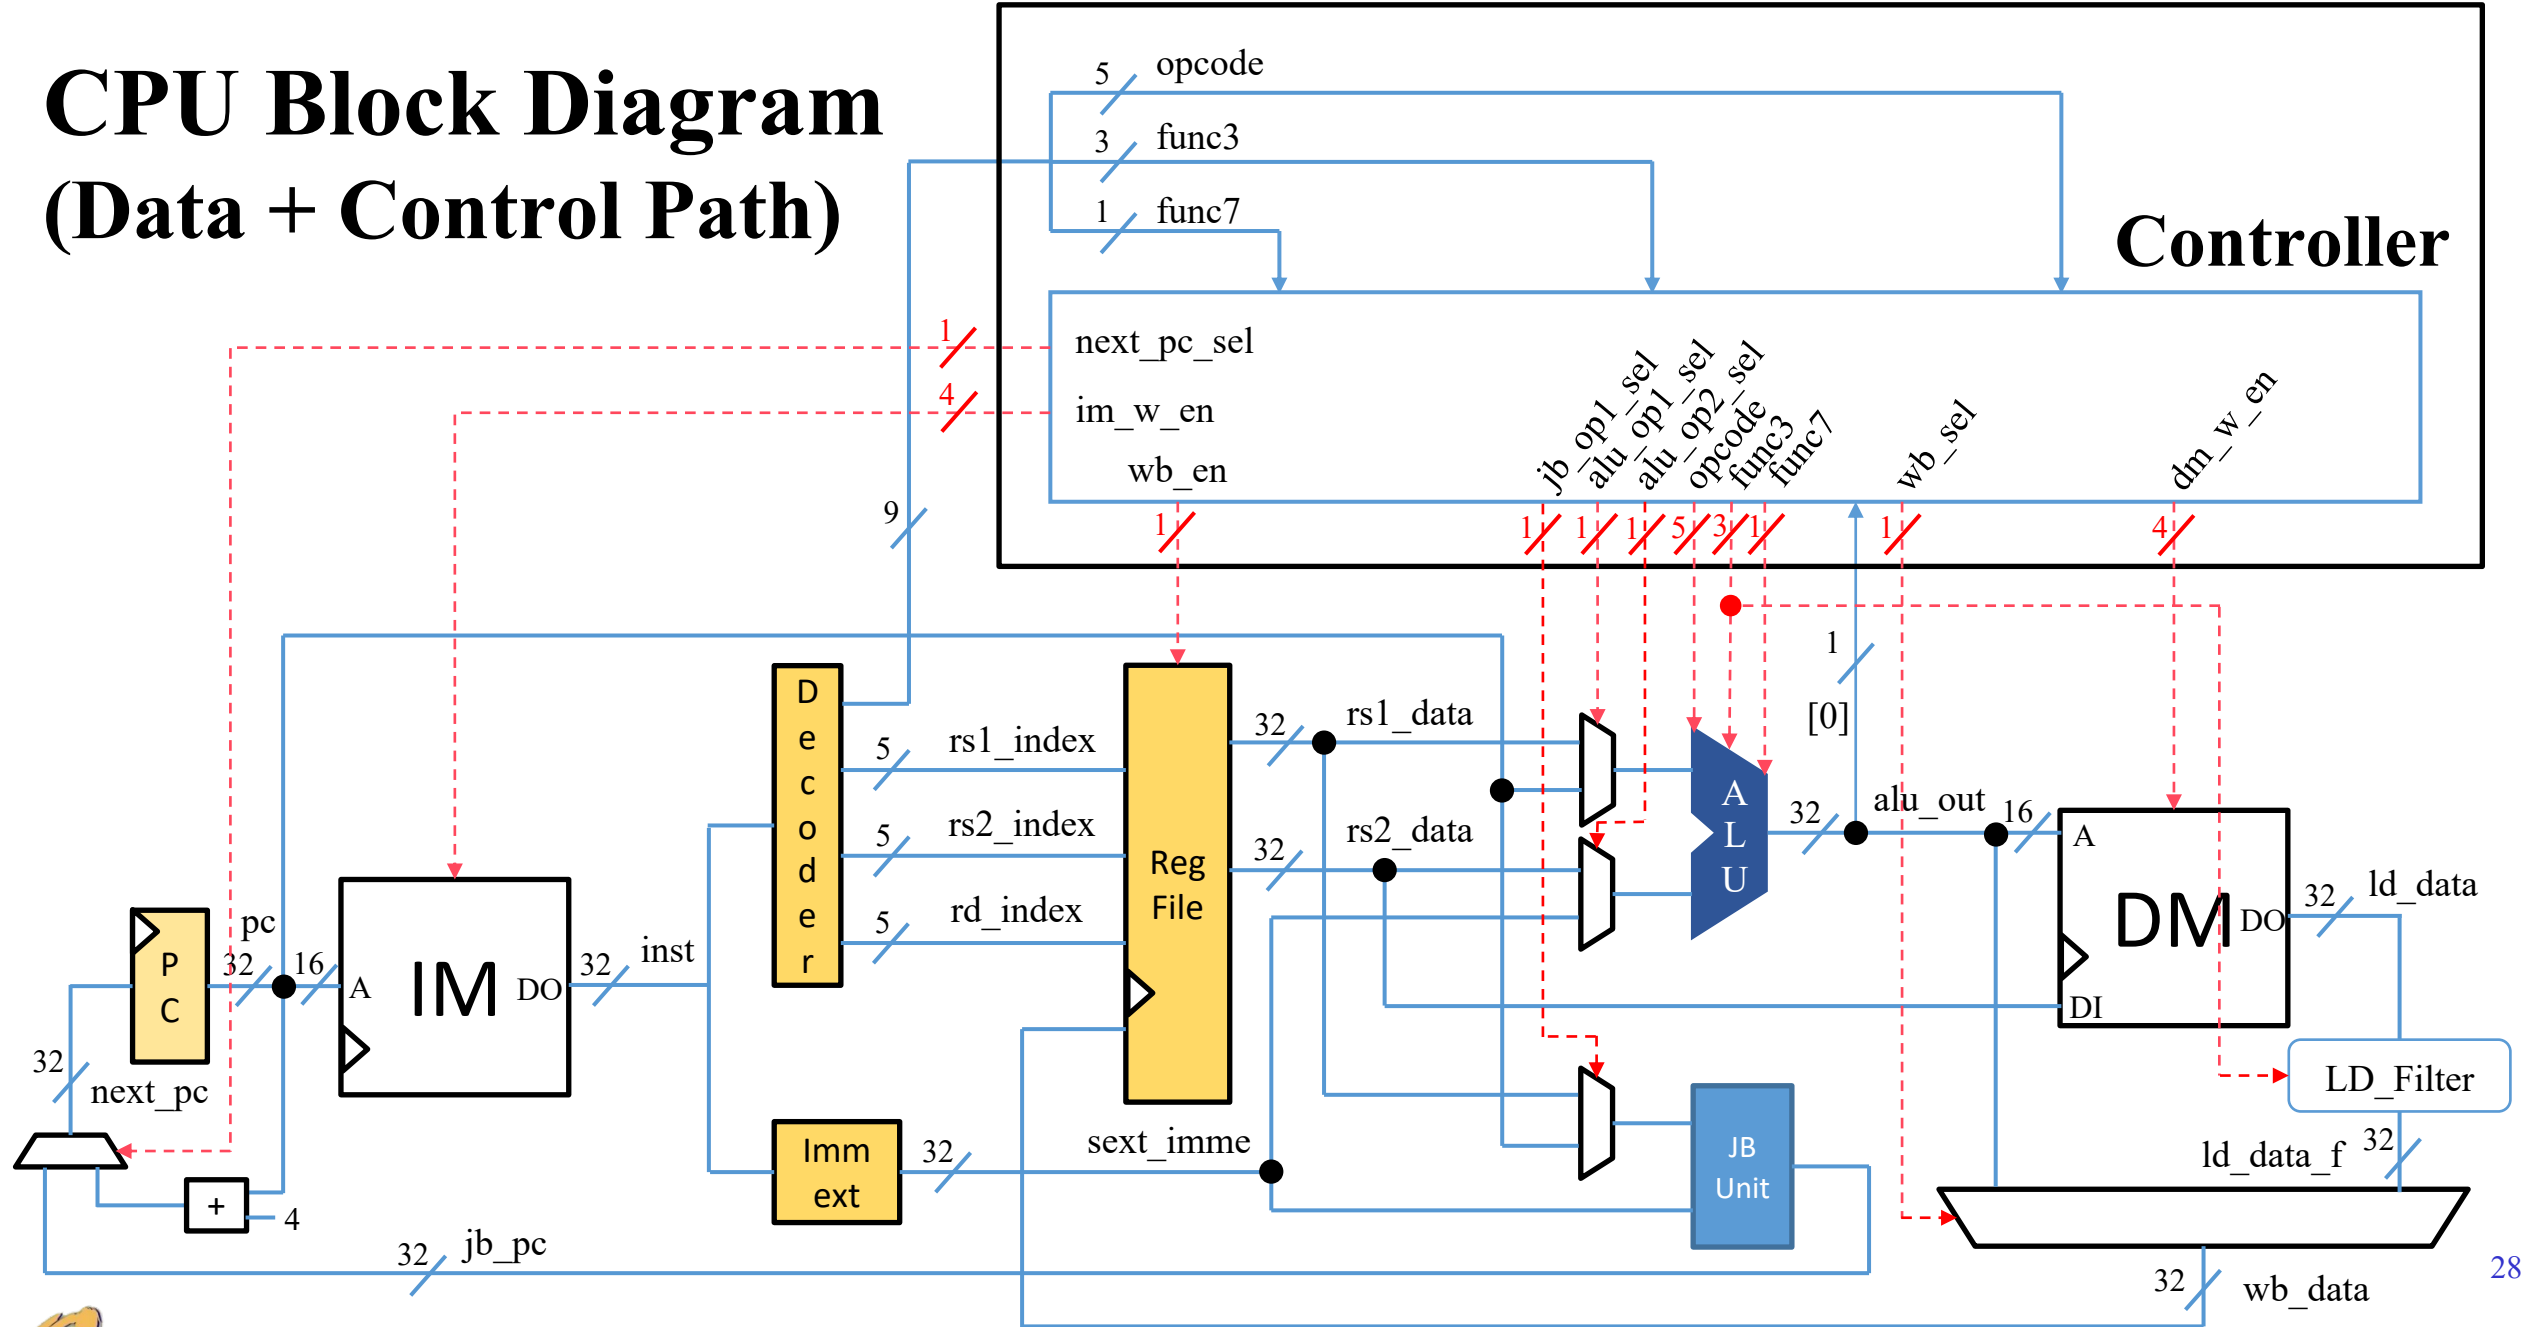 CPU Block Diagram
(Data + Control Path)
5 opcode
3 func3
1 func7
Controller
1 next_pc_sel
4 im_w_en
wb_en
jb_op1_sel
alu_op1_sel
alu_op2_sel
opcode
func3
func7
wb_sel
dm_w_en
1
1
1
1
5
3
1
1
4
9
1
[0]
Decoder
5 rs1_index
5 rs2_index
5 rd_index
Reg
File
32 rs1_data
32 rs2_data
ALU
32 alu_out 16
A
DM
DO
DI
32 ld_data
LD_Filter
ld_data_f 32
PC
pc
32 16
A IM DO
32 inst
32
next_pc
+
4
Imm
ext
32 sext_imme
JB
Unit
32 jb_pc
32 wb_data
28